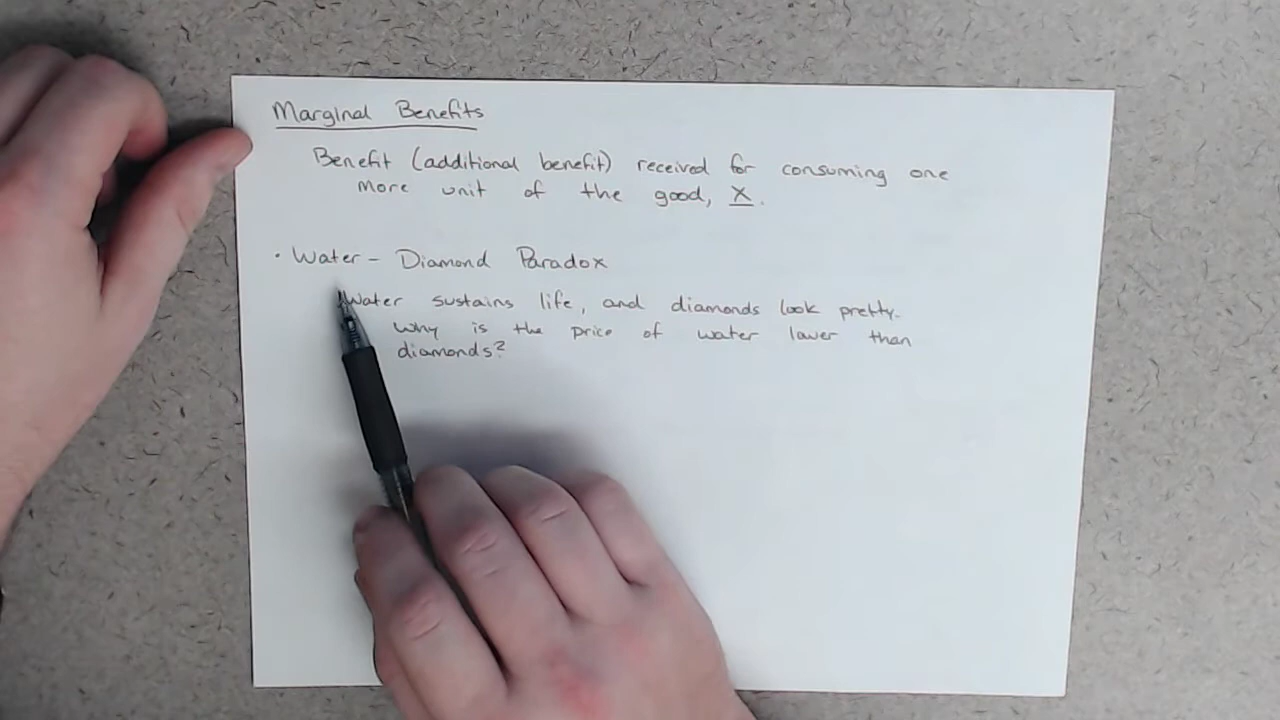 Marginal Benefits
Benefit (additional benefit) received for consuming one
more unit of the good, X.
• Water - Diamond Paradox
Water sustains life, and diamonds look pretty.
Why is the price of water lower than
diamonds?